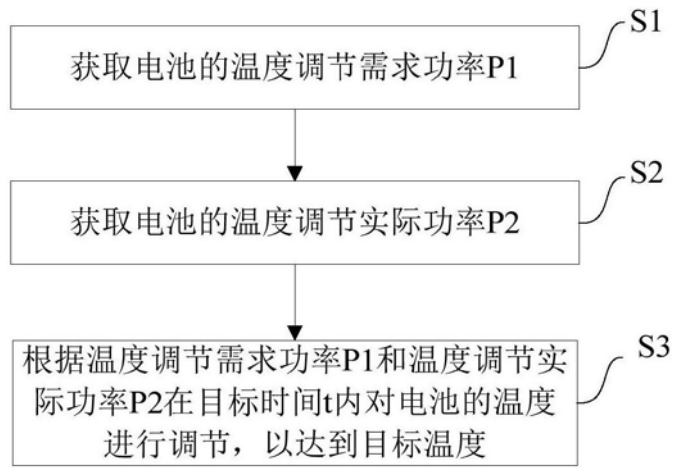 S1
获取电池的温度调节需求功率P1
S2
获取电池的温度调节实际功率P2
S3
根据温度调节需求功率P1和温度调节实
际功率P2在目标时间t内对电池的温度
进行调节，以达到目标温度